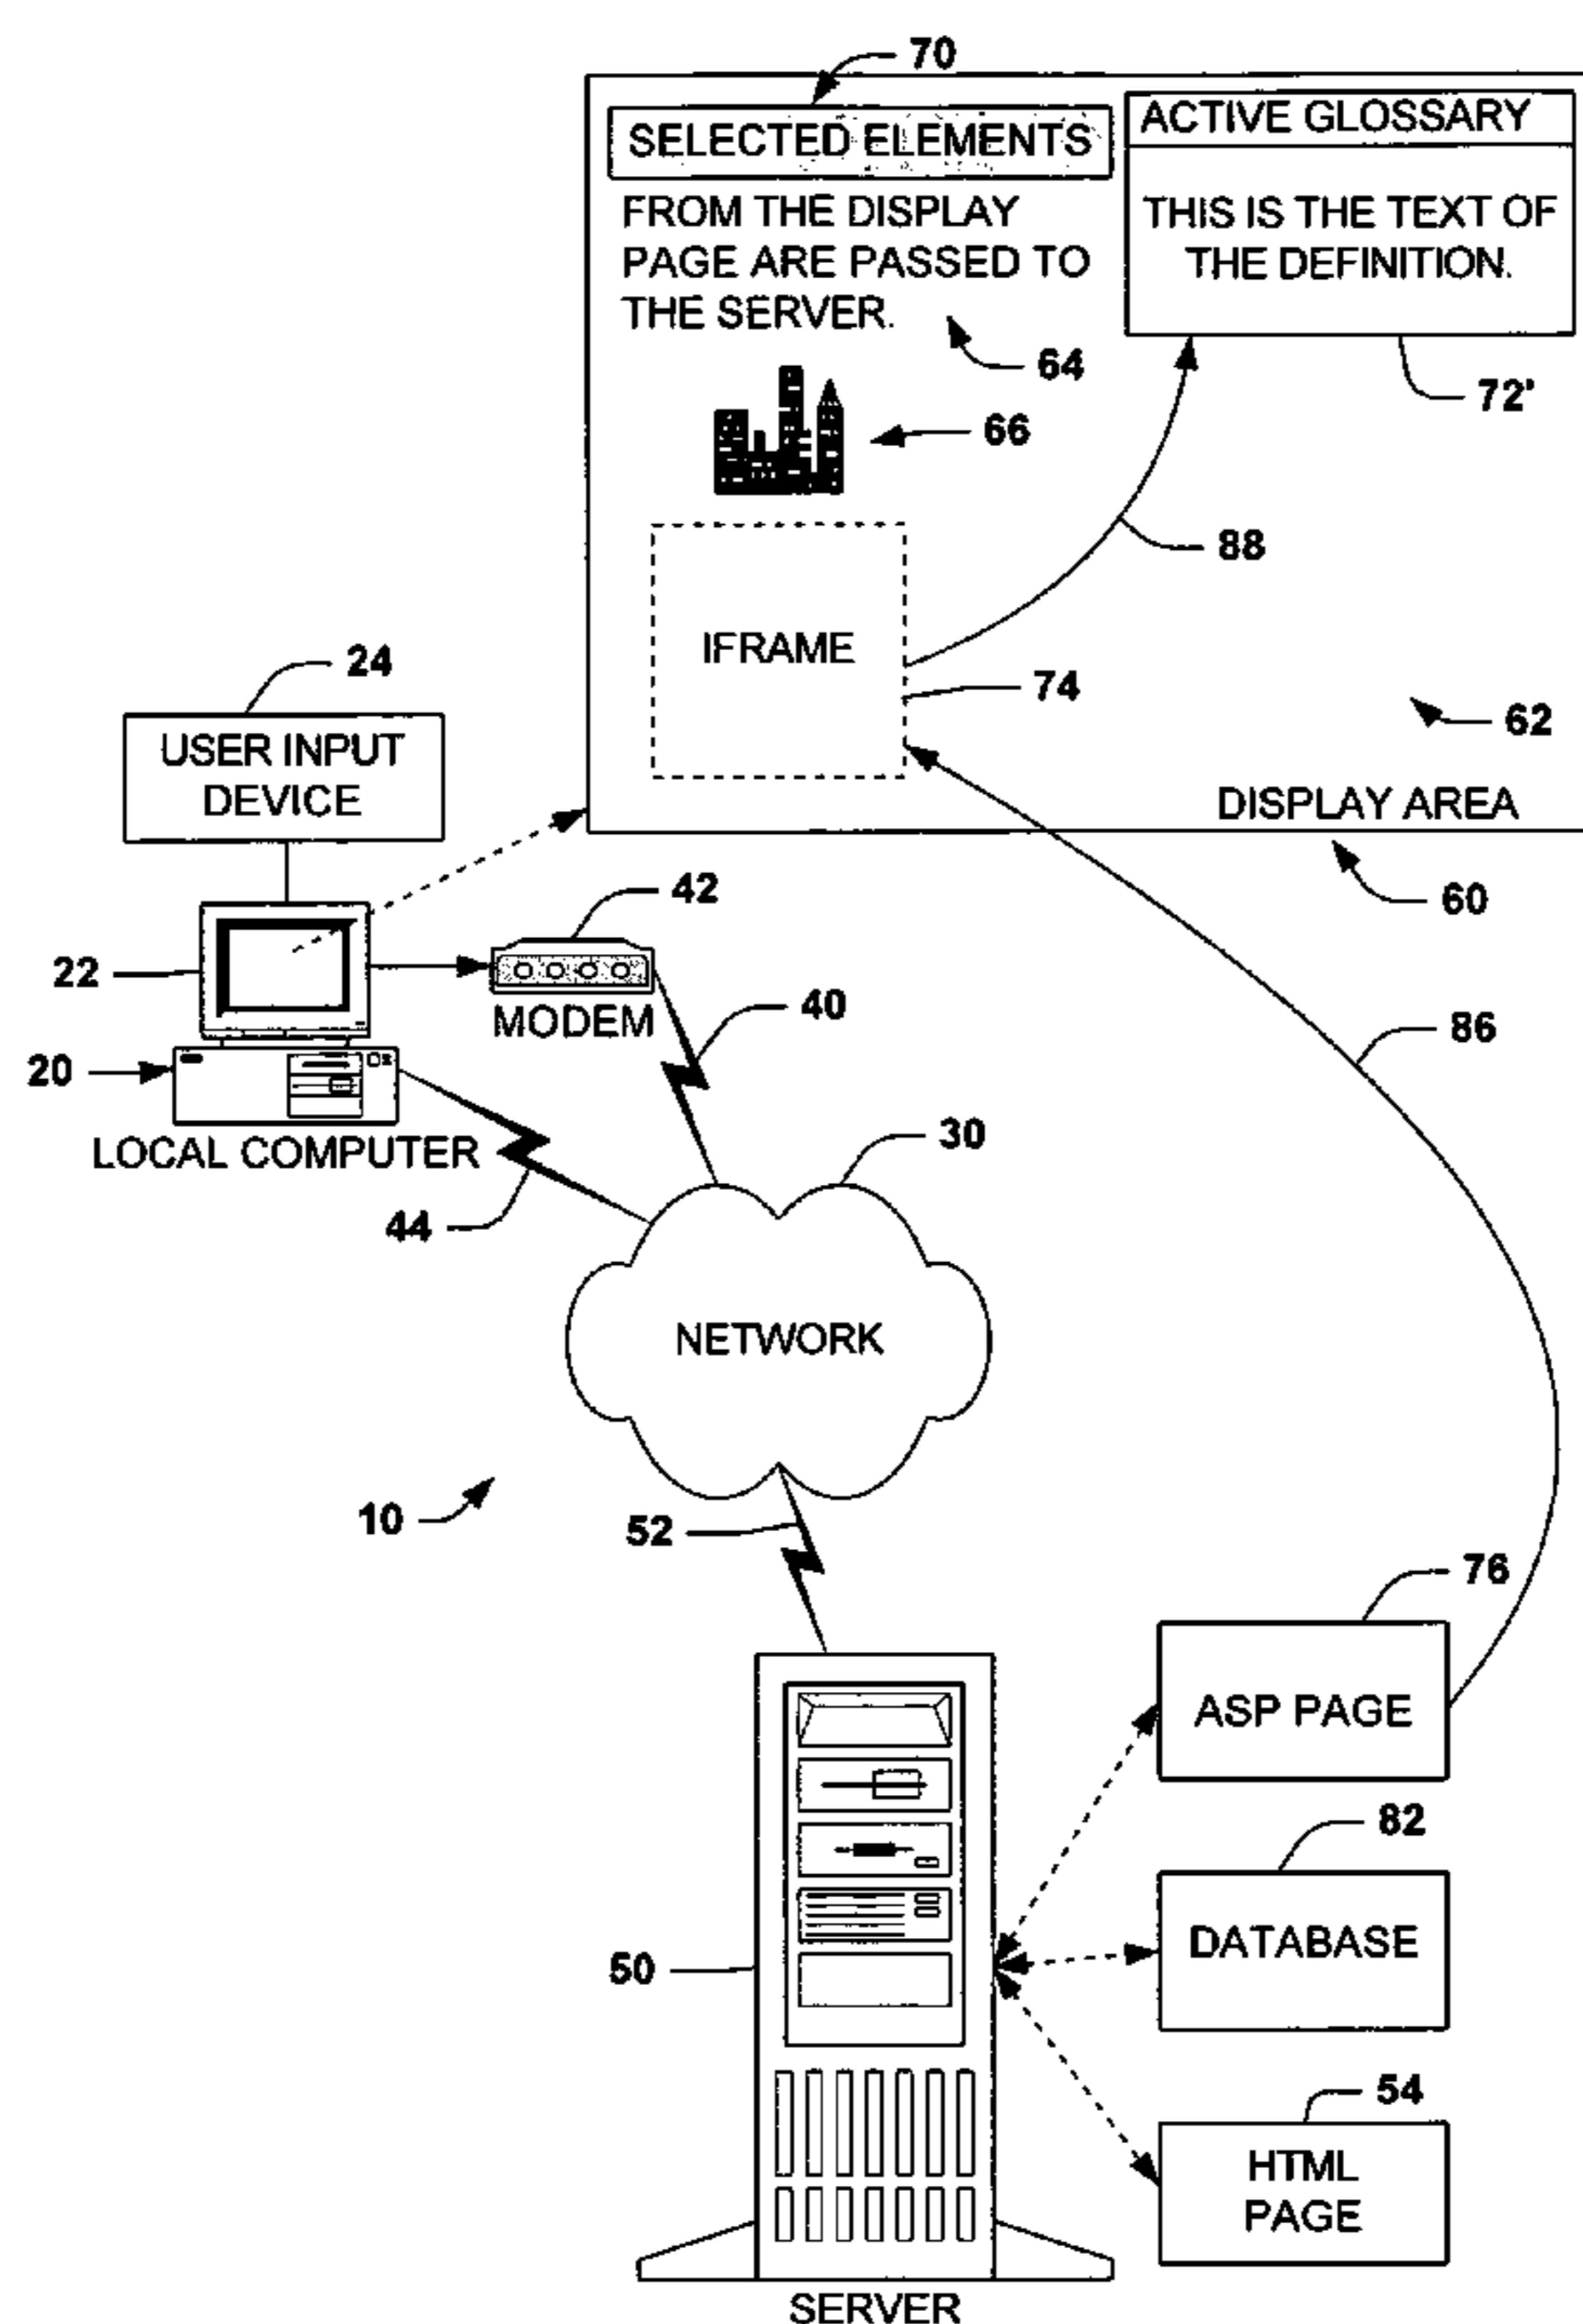 70
SELECTED ELEMENTS
FROM THE DISPLAY
PAGE ARE PASSED TO
THE SERVER.
ACTIVE GLOSSARY
THIS IS THE TEXT OF
THE DEFINITION.
64
72'
66
88
IFRAME
74
62
DISPLAY AREA
60
24
USER INPUT
DEVICE
42
22
MODEM
40
86
20
LOCAL COMPUTER
30
44
NETWORK
10
52
76
ASP PAGE
82
DATABASE
50
54
HTML
PAGE
SERVER